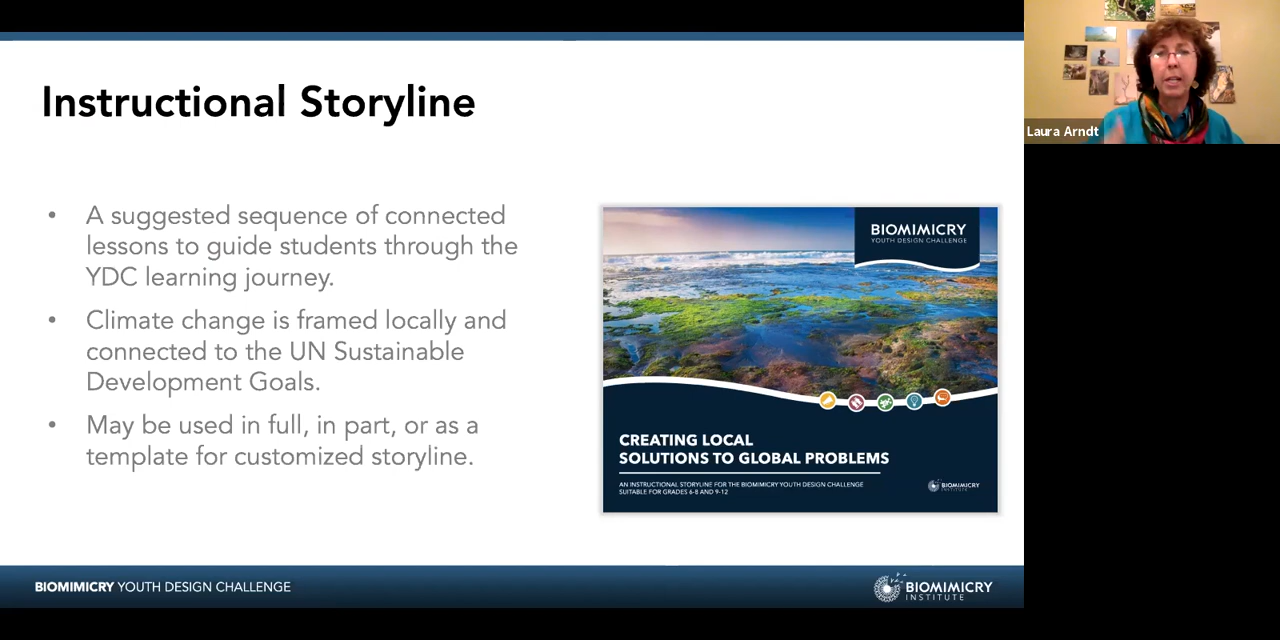 Instructional Storyline
• A suggested sequence of connected
lessons to guide students through the
YDC learning journey.
• Climate change is framed locally and
connected to the UN Sustainable
Development Goals.
• May be used in full, in part, or as a
template for customized storyline.
BIOMIMICRY
YOUTH DESIGN CHALLENGE
CREATING LOCAL
SOLUTIONS TO GLOBAL PROBLEMS
AN INSTRUCTIONAL STORYLINE FOR THE BIOMIMICRY YOUTH DESIGN CHALLENGE
SUITABLE FOR GRADES 6-8 AND 9-12
BIOMIMICRY
INSTITUTE
BIOMIMICRY YOUTH DESIGN CHALLENGE
BIOMIMICRY
INSTITUTE
Laura Arndt